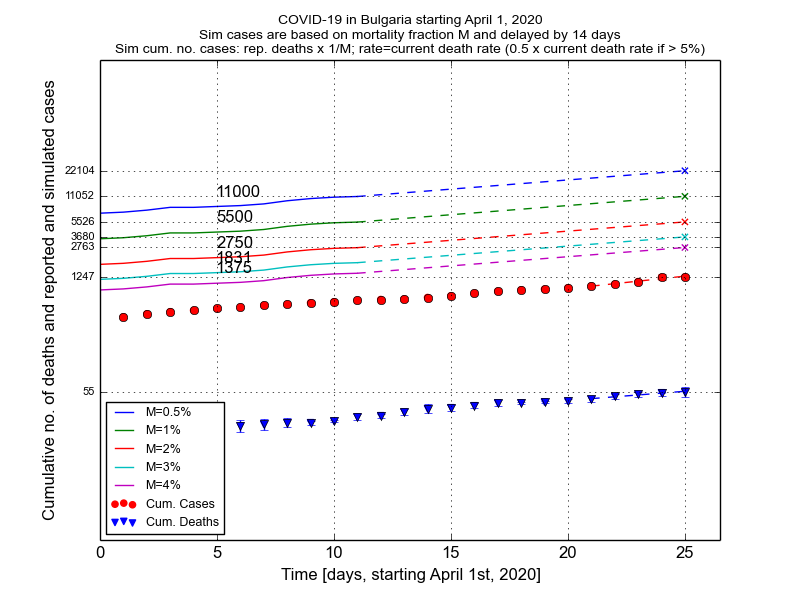 COVID-19 in Bulgaria starting April 1, 2020
Sim cases are based on mortality fraction M and delayed by 14 days
Sim cum. no. cases: rep. deaths x 1/M; rate=current death rate (0.5 x current death rate if > 5%)
Cumulative no. of deaths and reported and simulated cases
22104
11052
5526
3680
2763
1247
55
11000
5500
2750
1831
1375
M=0.5%
M=1%
M=2%
M=3%
M=4%
Cum. Cases
Cum. Deaths
0 5 10 15 20 25
Time [days, starting April 1st, 2020]